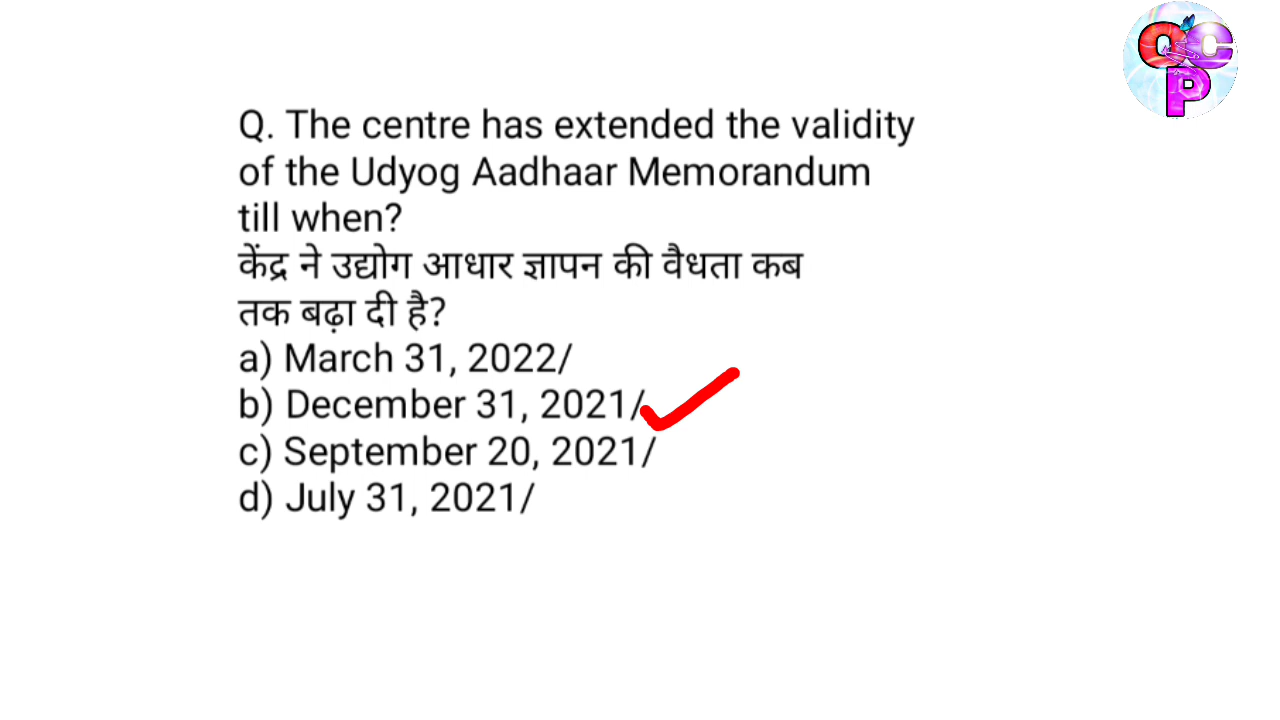 QC
P
Q. The centre has extended the validity
of the Udyog Aadhaar Memorandum
till when?
केंद्र ने उद्योग आधार ज्ञापन की वैधता कब
तक बढ़ा दी है?
a) March 31, 2022/
b) December 31, 2021/
c) September 20, 2021/
d) July 31, 2021/